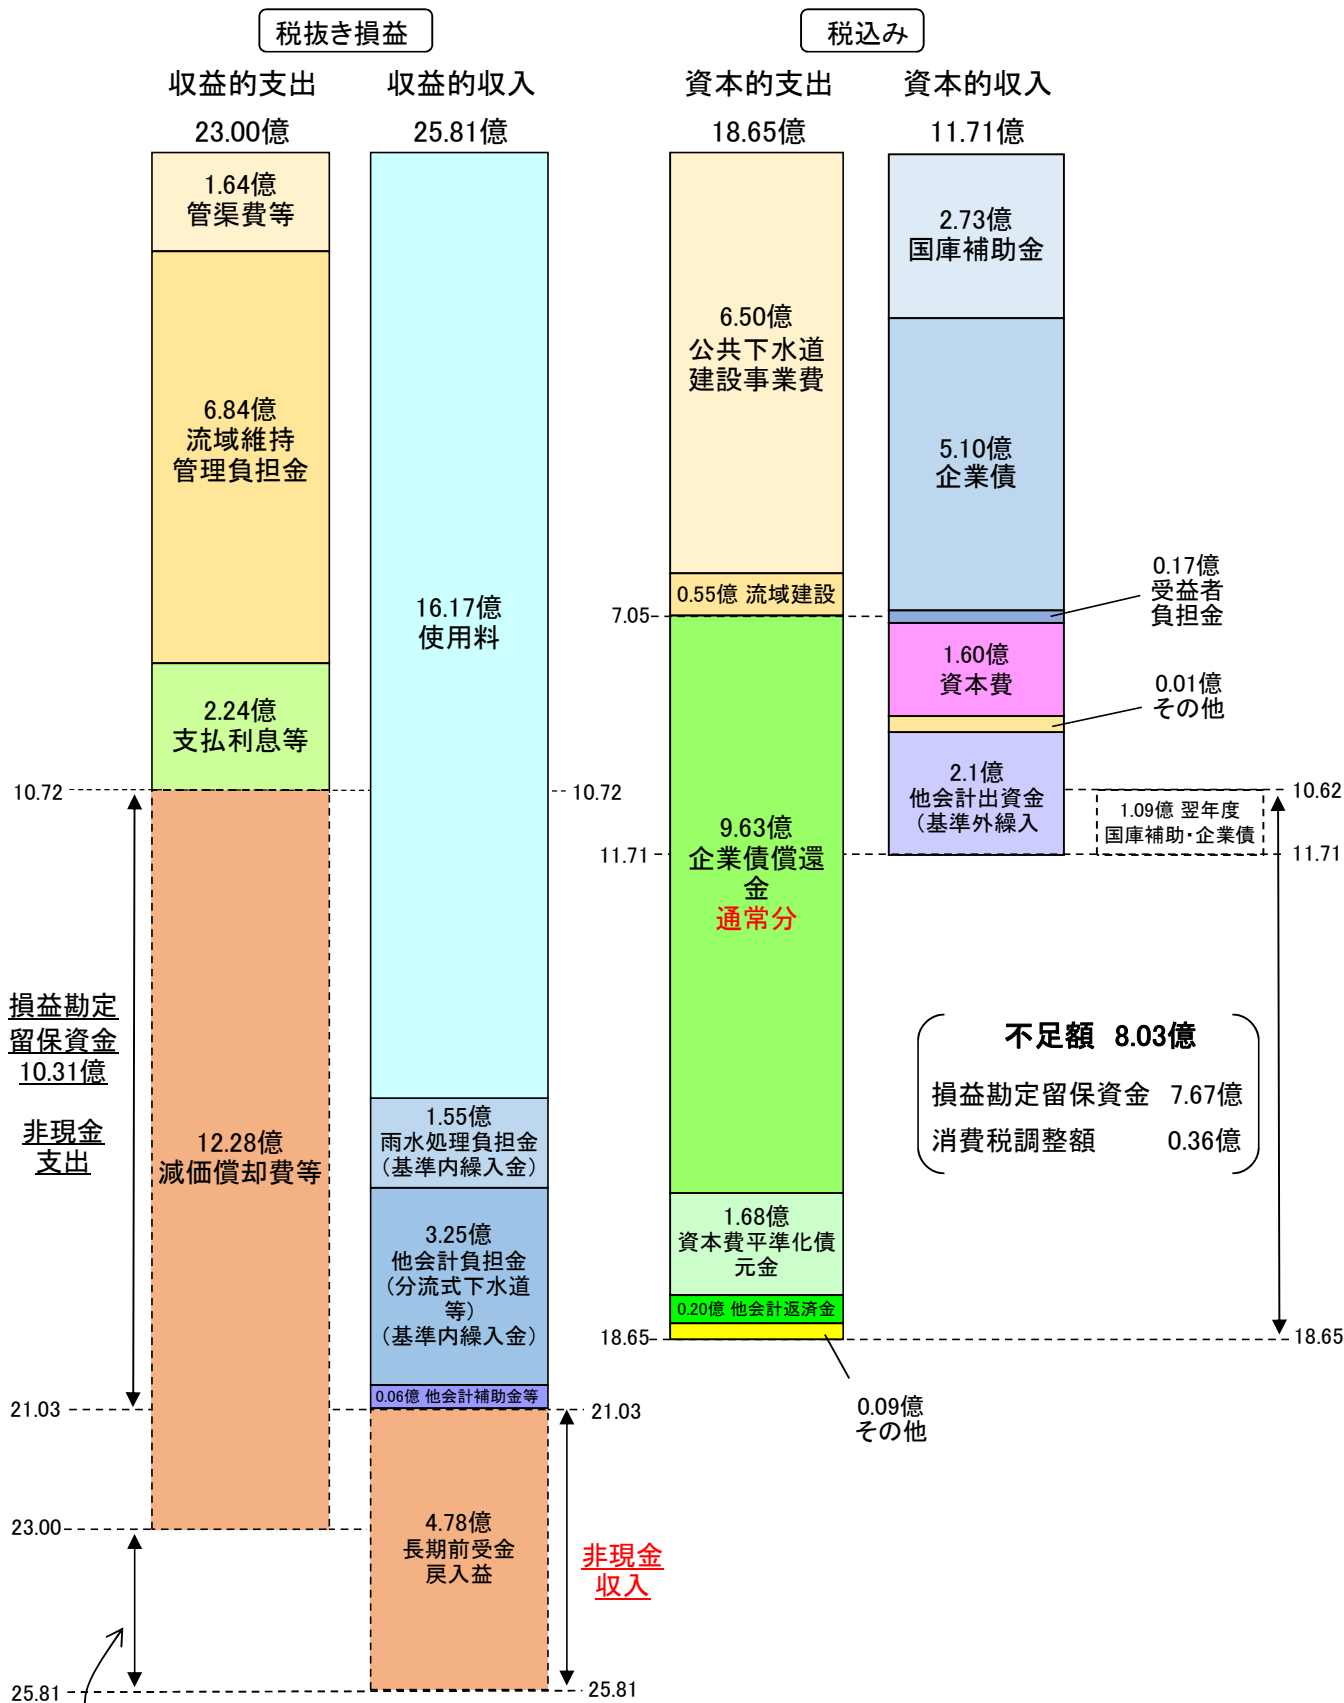 税抜き損益
税込み
収益的支出
収益的収入
資本的支出
資本的収入
23.00億
25.81億
18.65億
11.71億
1.64億
管渠費等
6.84億
流域維持
管理負担金
2.24億
支払利息等
10.72
10.72
12.28億
減価償却費等
損益勘定
留保資金
10.31億
非現金
支出
21.03
23.00
25.81
16.17億
使用料
1.55億
雨水処理負担金
（基準内繰入金）
3.25億
他会計負担金
（分流式下水道
等）
（基準内繰入金）
0.06億 他会計補助金等
21.03
4.78億
長期前受金
戻入益
非現金
収入
25.81
6.50億
公共下水道
建設事業費
0.55億 流域建設
7.05
9.63億
企業債償還
金
通常分
11.71
1.68億
資本費平準化債
元金
0.20億 他会計返済金
18.65
0.09億
その他
2.73億
国庫補助金
5.10億
企業債
0.17億
受益者
負担金
1.60億
資本費
0.01億
その他
2.1億
他会計出資金
（基準外繰入
1.09億 翌年度
国庫補助・企業債
10.62
11.71
不足額 8.03億
損益勘定留保資金 7.67億
消費税調整額 0.36億
18.65